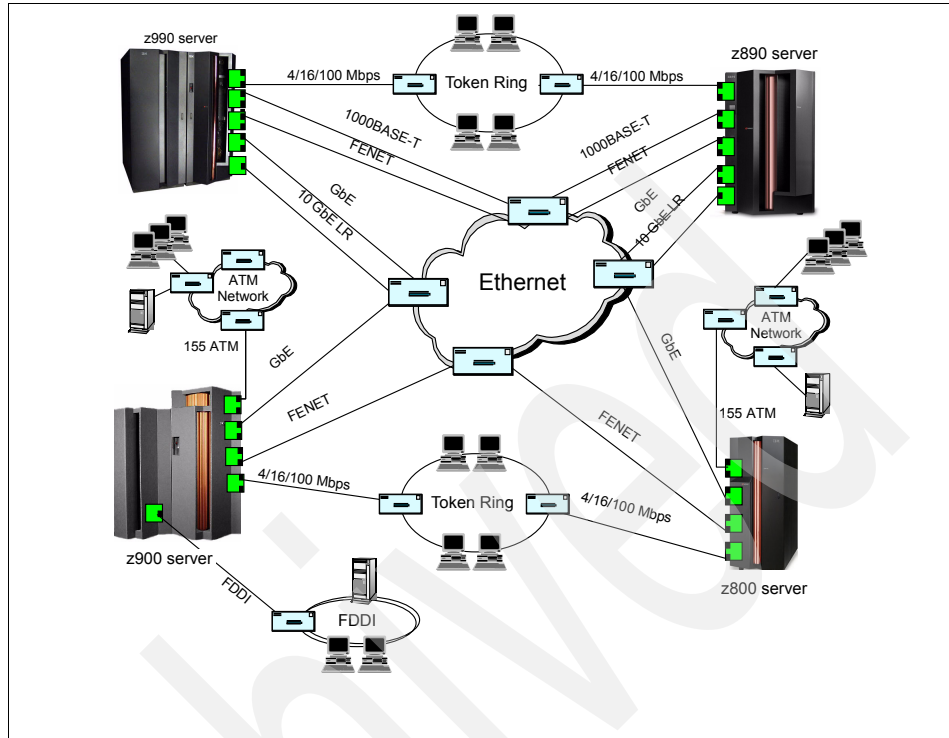 z990 server
z890 server
4/16/100 Mbps
Token Ring
4/16/100 Mbps
1000BASE-T
FENET
GbE
10 GbE LR
1000BASE-T
FENET
GbE
10 GbE LR
Ethernet
ATM
Network
155 ATM
ATM
Network
155 ATM
GbE
FENET
GbE
FENET
4/16/100 Mbps
Token Ring
4/16/100 Mbps
z900 server
z800 server
FDDI
FDDI
hived